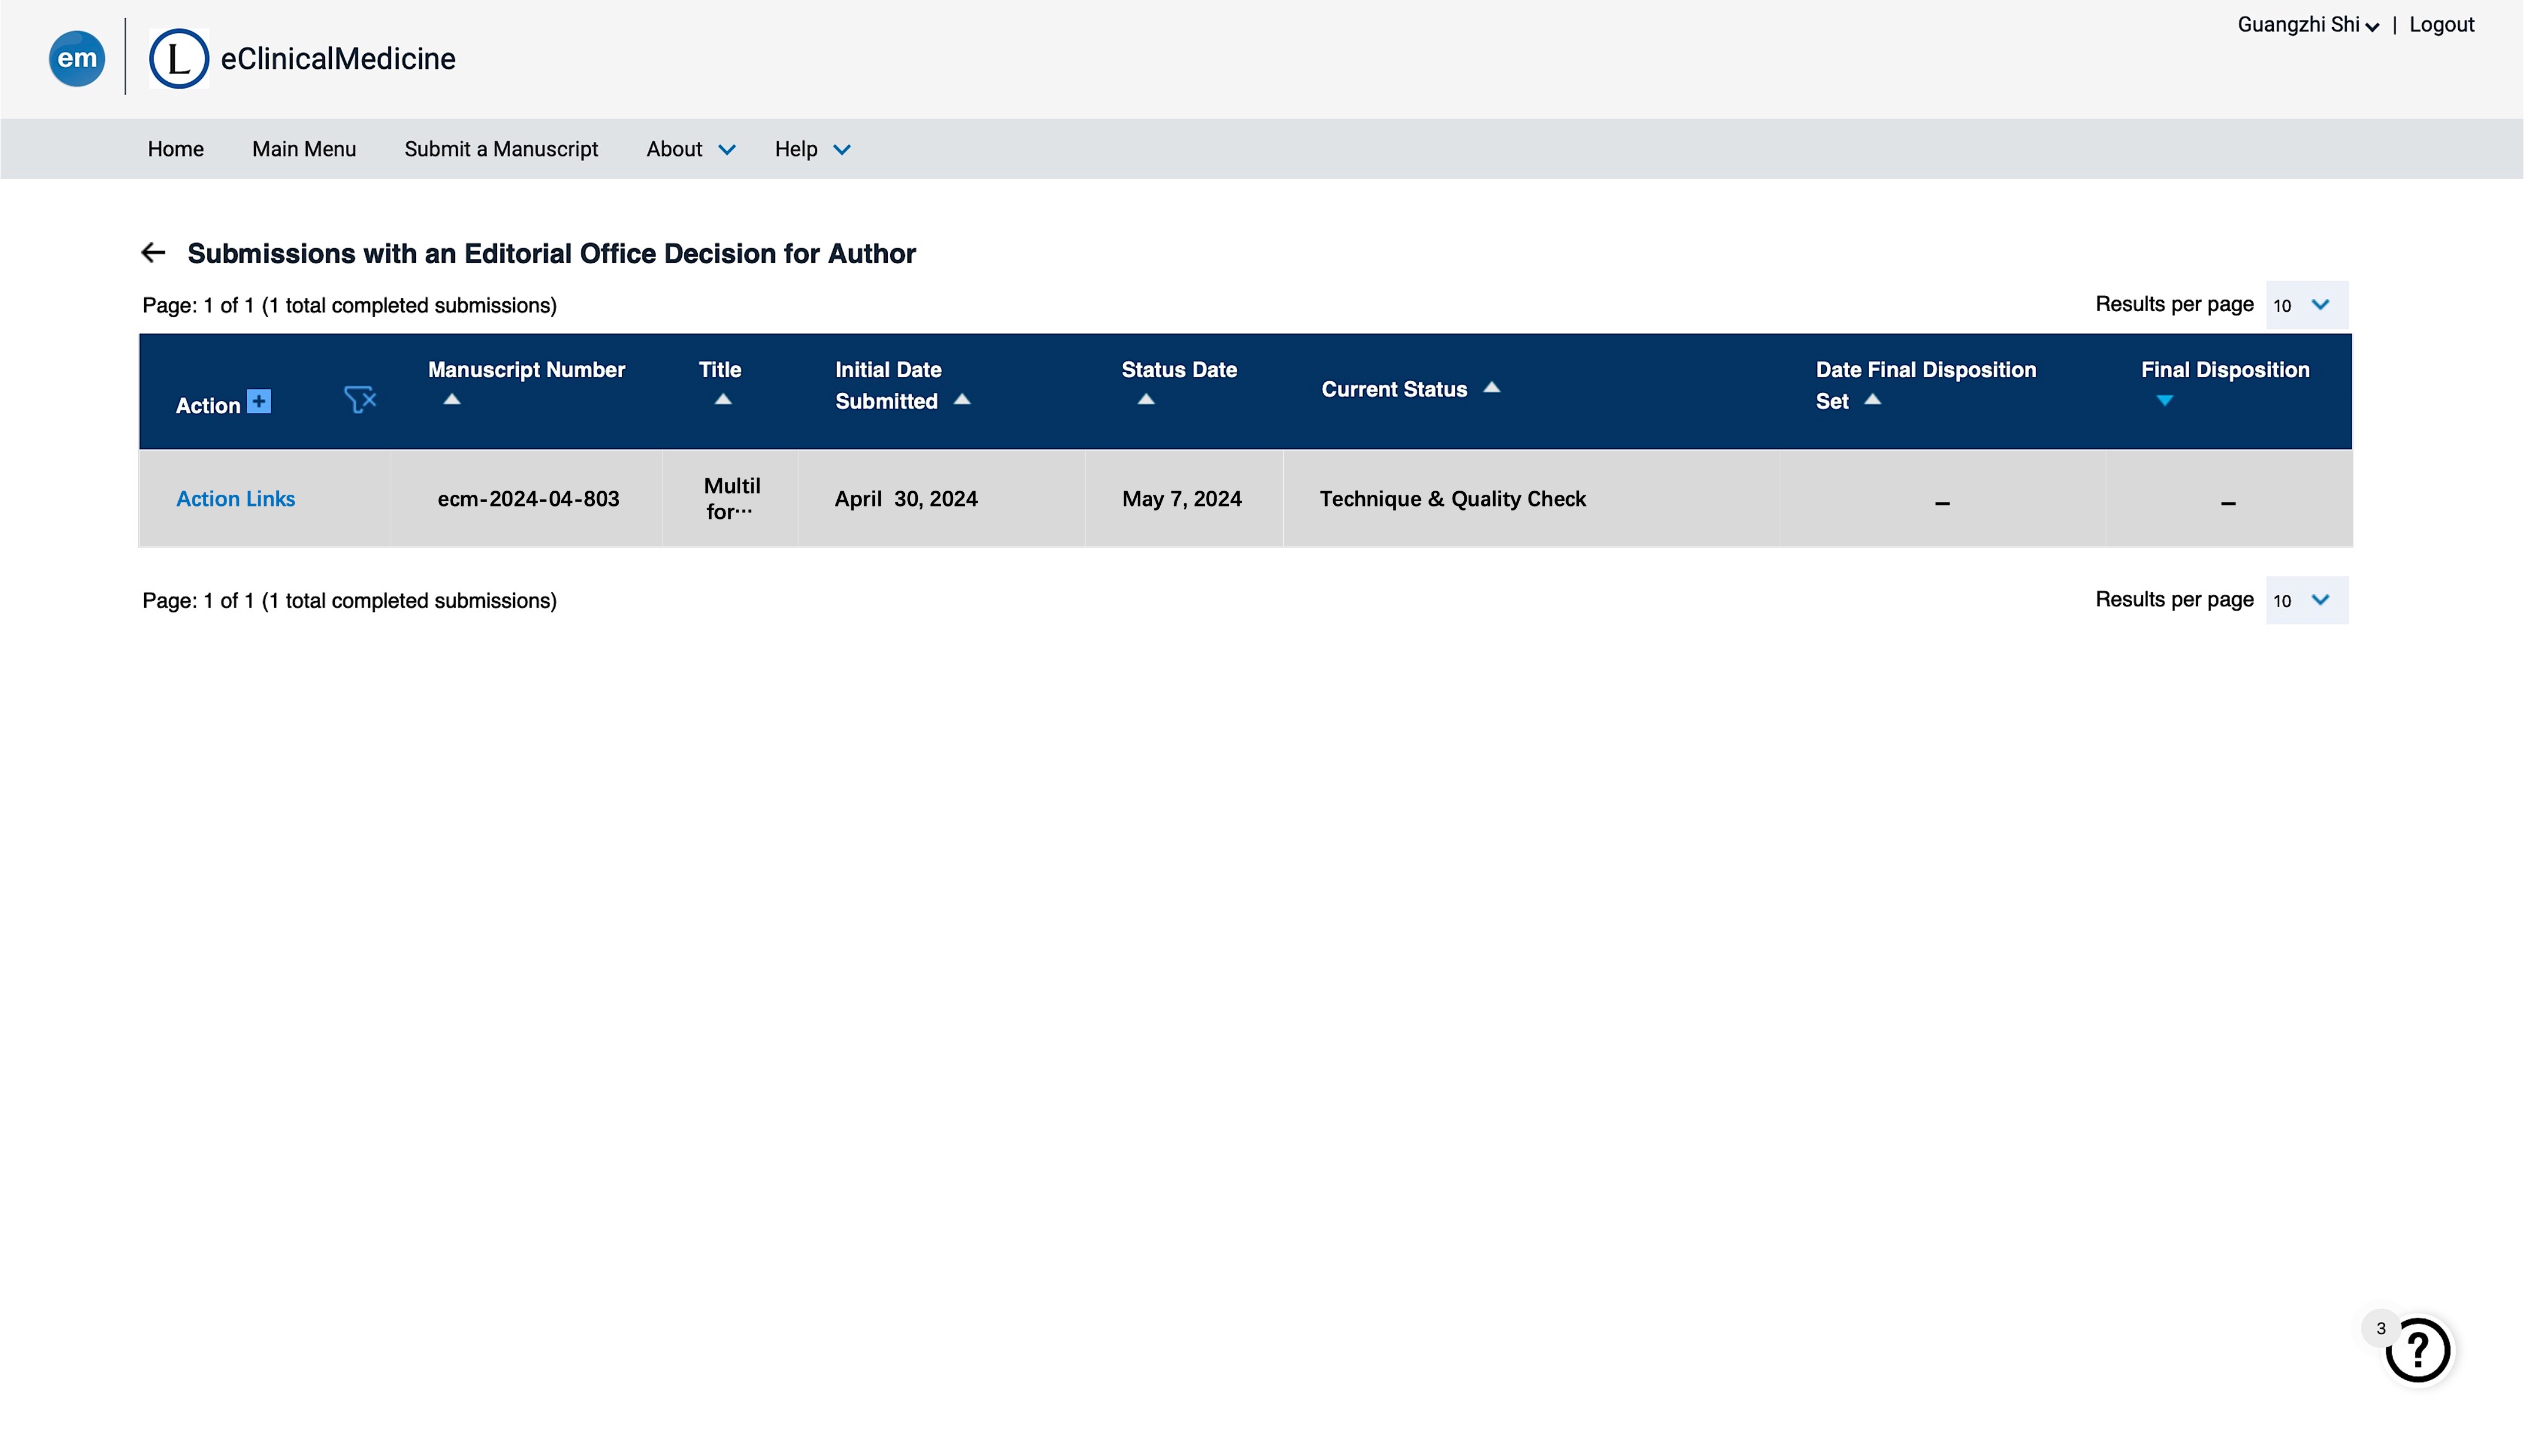 Guangzhi Shi | Logout
em L eClinicalMedicine
Home Main Menu Submit a Manuscript About Help
Submissions with an Editorial Office Decision for Author
Page: 1 of 1 (1 total completed submissions) Results per page 10
Action + Manuscript Number Title Initial Date Submitted Status Date Current Status Date Final Disposition Set Final Disposition
Action Links ecm-2024-04-803 Multil for··· April 30, 2024 May 7, 2024 Technique & Quality Check – –
Page: 1 of 1 (1 total completed submissions) Results per page 10
3
?